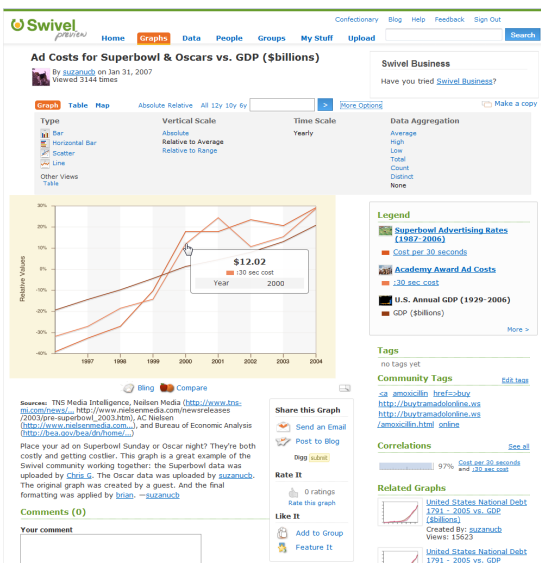 Swivel
preview
Confectionary Blog Help Feedback Sign Out
Home Graphs Data People Groups My Stuff Upload
Search
Ad Costs for Superbowl & Oscars vs. GDP ($billions)
By suzanucb on Jan 31, 2007
Viewed 3144 times
Swivel Business
Have you tried Swivel Business?
Graph Table Map Absolute Relative All 12y 10y 6y > More Options
Make a copy
Type
Bar
Horizontal Bar
Scatter
Line
Other Views
Table
Vertical Scale
Absolute
Relative to Average
Relative to Range
Time Scale
Yearly
Data Aggregation
Average
High
Low
Total
Count
Distinct
None
Relative Values
30%
20%
10%
0%
-10%
-20%
-30%
-40%
$12.02
:30 sec cost
Year 2000
1997 1998 1999 2000 2001 2002 2003 2004
Legend
Superbowl Advertising Rates
(1987-2006)
Cost per 30 seconds
Academy Award Ad Costs
:30 sec cost
U.S. Annual GDP (1929-2006)
GDP ($billions)
More >
Bling Compare
Sources: TNS Media Intelligence, Neilsen Media (http://www.tns-
mi.com/news/... http://www.nielsenmedia.com/newsreleases
/2003/pre-superbowl_2003.htm), AC Nielsen
(http://www.nielsenmedia.com...), and Bureau of Economic Analysis
(http://bea.gov/bea/dn/home/...)
Place your ad on Superbowl Sunday or Oscar night? They're both
costly and getting costlier. This graph is a great example of the
Swivel community working together: the Superbowl data was
uploaded by Chris G. The Oscar data was uploaded by suzanucb.
The original graph was created by a guest. And the final
formatting was applied by brian. —suzanucb
Comments (0)
Your comment
Share this Graph
Send an Email
Post to Blog
Digg submit
Rate It
0 ratings
Rate this graph
Like It
Add to Group
Feature It
Tags
no tags yet
Community Tags Edit tags
<a amoxicillin href=>buy
http://buytramadolonline.ws
http://buytramadolonline.ws
/amoxicillin.html online
Correlations See all
97% Cost per 30 seconds
and :30 sec cost
Related Graphs
United States National Debt
1791 - 2005 vs. GDP
($billions)
Created By: suzanucb
Views: 15623
United States National Debt
1791 - 2005 vs. GDP